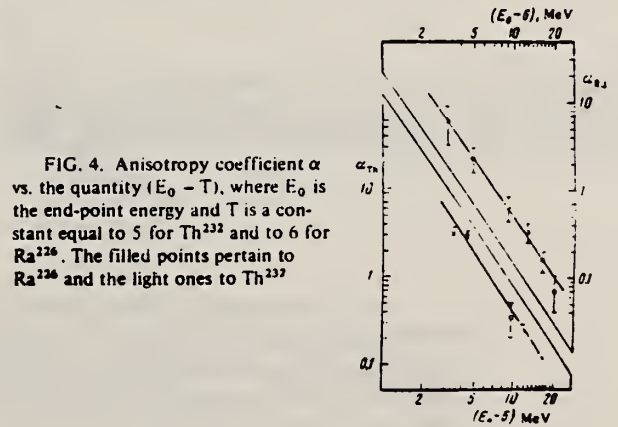 (E₀-6), MeV
2 5 10 20
α
10
1
0.1
FIG. 4. Anisotropy coefficient α
vs. the quantity (E₀ – T), where E₀ is
the end-point energy and T is a con-
stant equal to 5 for Th²³² and to 6 for
Ra²²⁶. The filled points pertain to
Ra²²⁶ and the light ones to Th²³²
α Th
10
1
0.1
2 5 10 20
(E₀-5) MeV